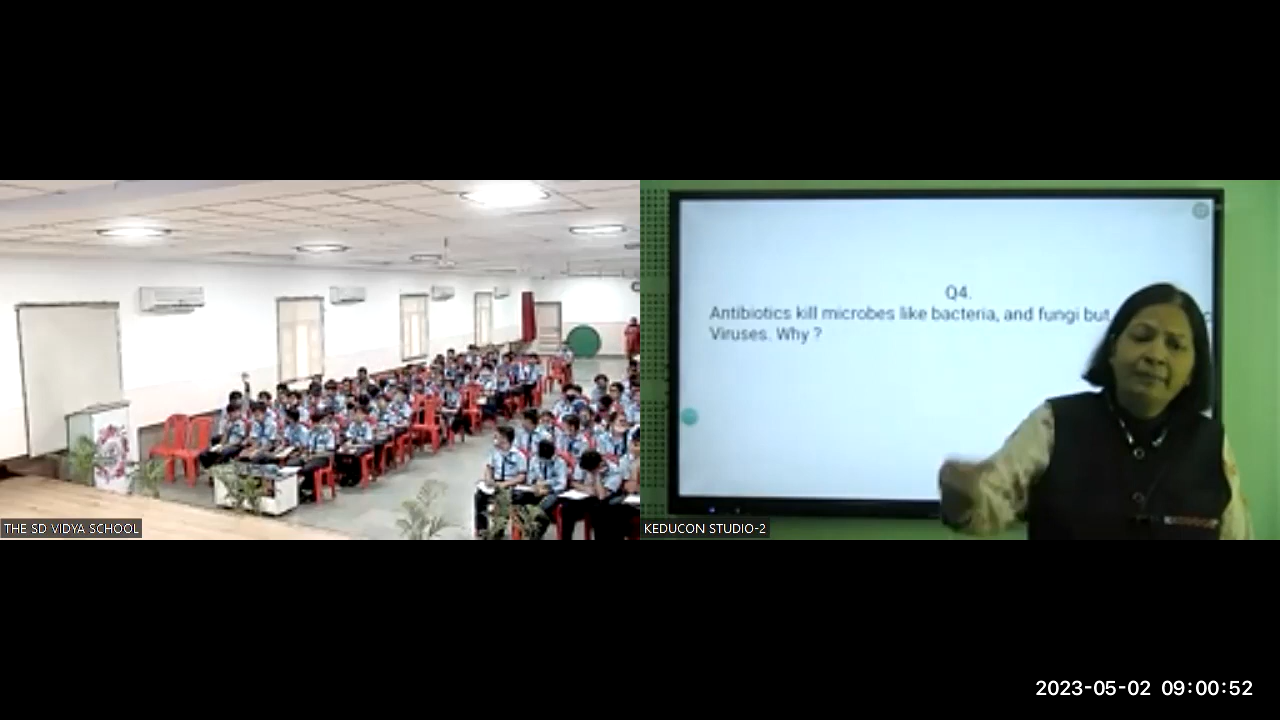 Q4.
Antibiotics kill microbes like bacteria, and fungi but
Viruses. Why ?
THE SD VIDYA SCHOOL
KEDUCON STUDIO-2
2023-05-02 09:00:52